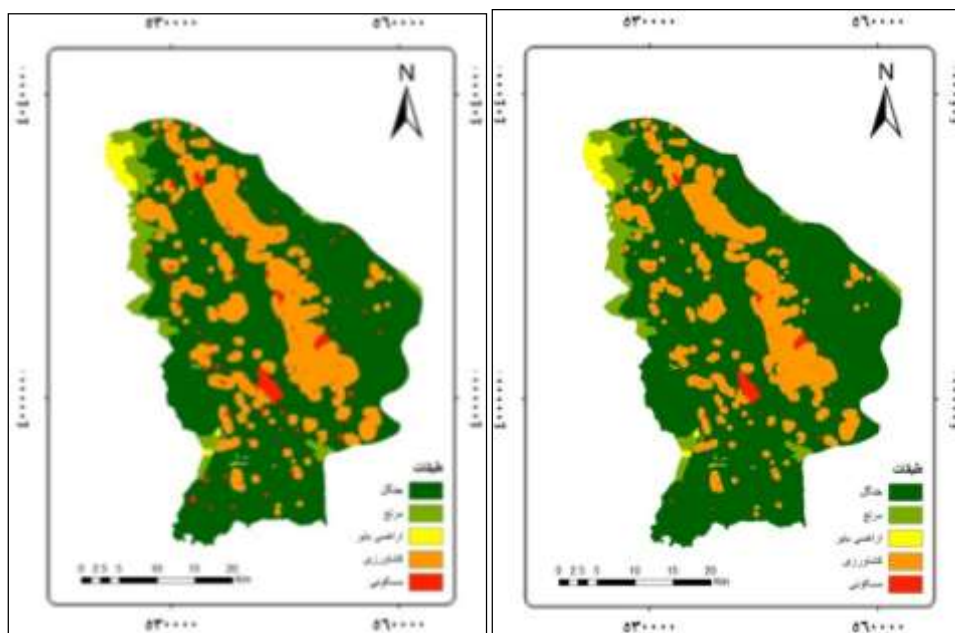 ۵۳۰۰۰۰ ۵۶۰۰۰۰
N
طبقات
جنگل
مرتع
اراضی بایر
کشاورزی
مسکونی
0 2.5 5 10 15 20
Km
۵۳۰۰۰۰ ۵۶۰۰۰۰
۵۳۰۰۰۰ ۵۶۰۰۰۰
N
طبقات
جنگل
مرتع
اراضی بایر
کشاورزی
مسکونی
0 2.5 5 10 15 20
Km
۵۳۰۰۰۰ ۵۶۰۰۰۰